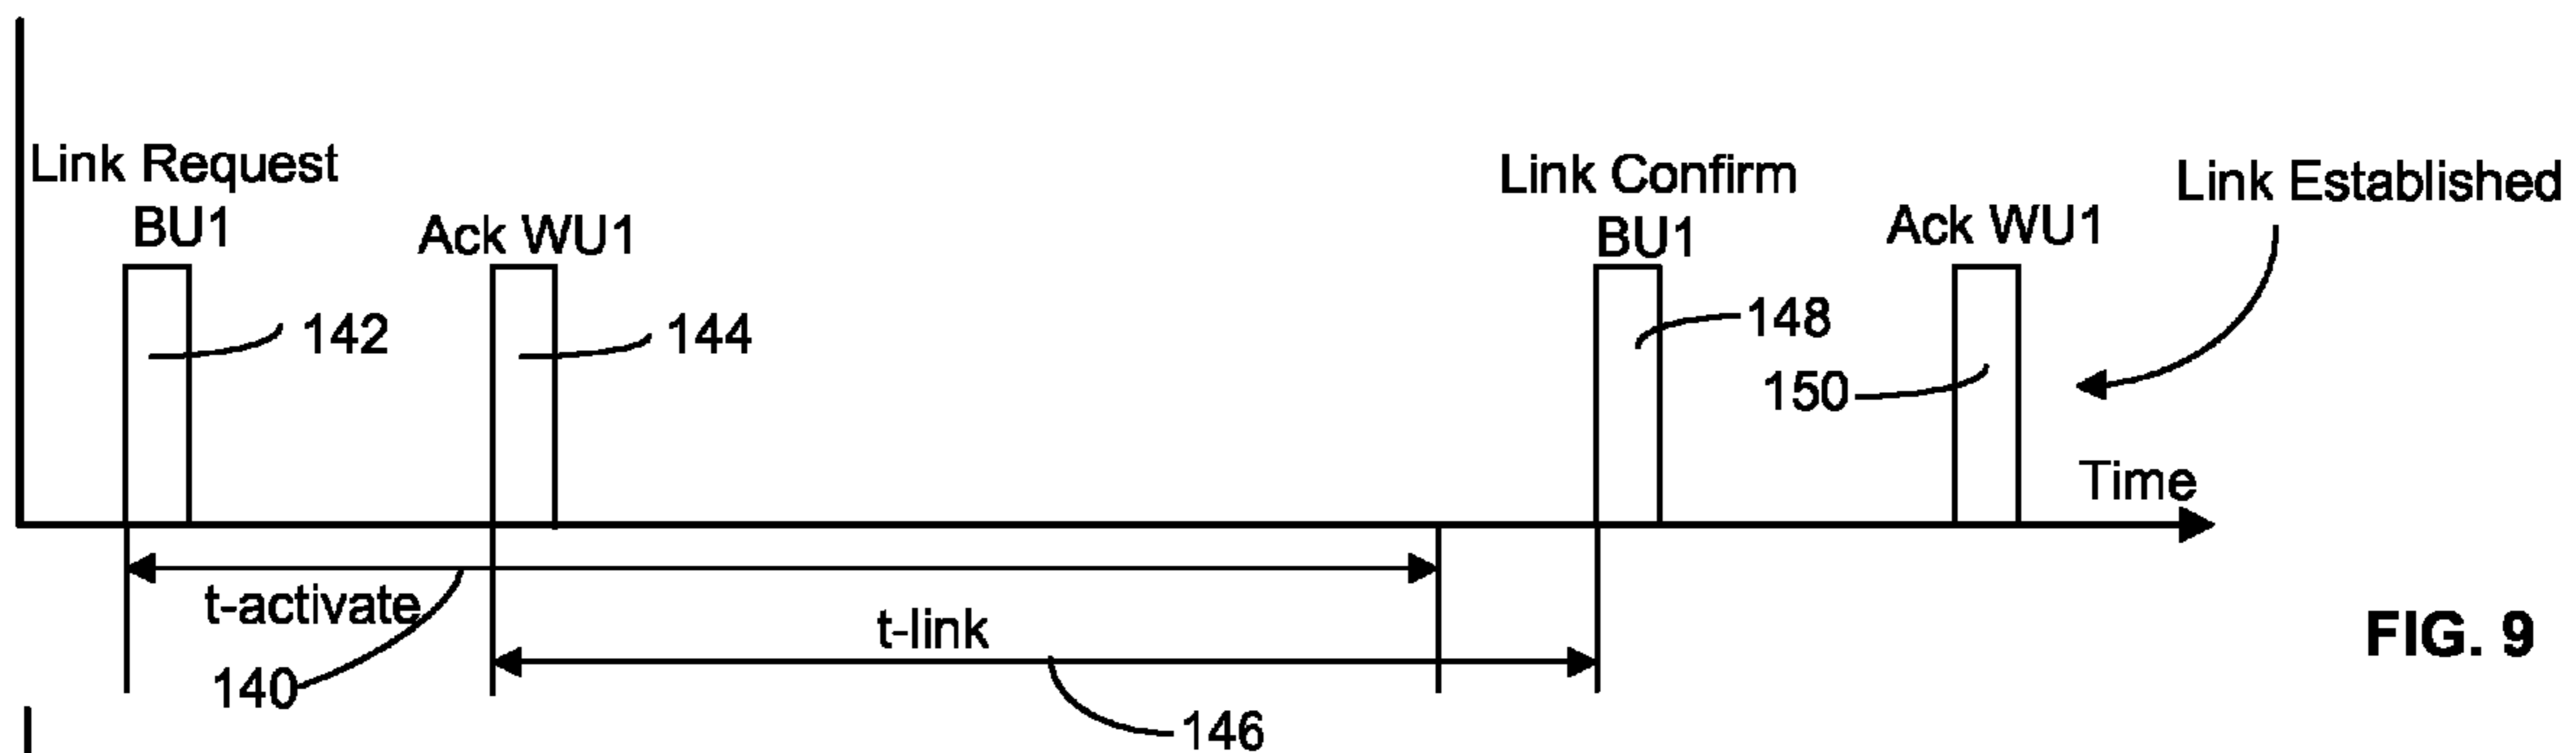 Link Request
BU1
Ack WU1
142
144
Link Confirm
BU1
Ack WU1
Link Established
148
150
Time
t-activate
140
t-link
146
FIG. 9